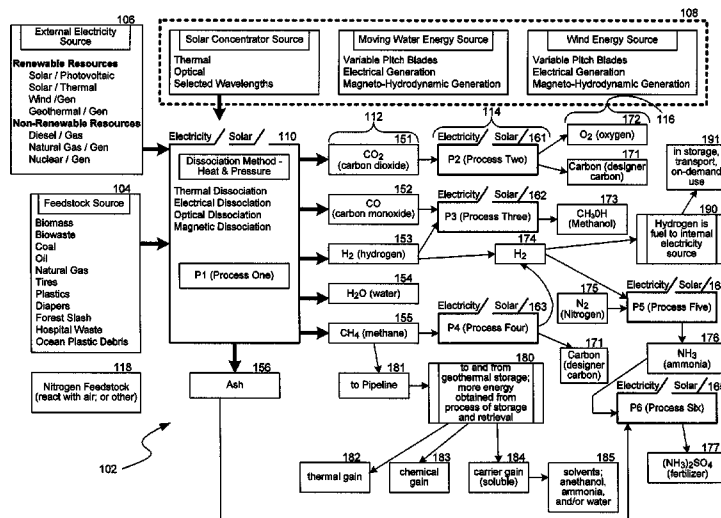 106
External Electricity
Source
Renewable Resources
Solar / Photovoltaic
Solar / Thermal
Wind /Gen
Geothermal / Gen
Non-Renewable Resources
Diesel / Gas
Natural Gas / Gen
Nuclear / Gen
108
Solar Concentrator Source
Thermal
Optical
Selected Wavelengths
Moving Water Energy Source
Variable Pitch Blades
Electrical Generation
Magneto-Hydrodynamic Generation
Wind Energy Source
Variable Pitch Blades
Electrical Generation
Magneto-Hydrodynamic Generation
104
Feedstock Source
Biomass
Biowaste
Coal
Oil
Natural Gas
Tires
Plastics
Diapers
Forest Slash
Hospital Waste
Ocean Plastic Debris
118
Nitrogen Feedstock
(react with air; or other)
102
Electricity / Solar / 110
Dissociation Method -
Heat & Pressure
Thermal Dissociation
Electrical Dissociation
Optical Dissociation
Magnetic Dissociation
P1 (Process One)
156
Ash
112
151
CO2
(carbon dioxide)
152
CO
(carbon monoxide)
153
H2 (hydrogen)
154
H2O (water)
155
CH4 (methane)
114
Electricity / Solar / 161
P2 (Process Two)
Electricity / Solar / 162
P3 (Process Three)
174
H2
Electricity / Solar / 163
P4 (Process Four)
116
172
O2 (oxygen)
171
Carbon (designer
carbon)
173
CH30H
(Methanol)
191
in storage,
transport,
on-demand
use
190
Hydrogen is
fuel to internal
electricity
source
175
N2
(Nitrogen)
Electricity / Solar / 16
P5 (Process Five)
171
Carbon
(designer
carbon)
176
NH3
(ammonia)
Electricity / Solar / 165
P6 (Process Six)
177
(NH3)2SO4
(fertilizer)
181
to Pipeline
180
to and from
geothermal storage;
more energy
obtained from
process of storage
and retrieval
182
thermal gain
183
chemical
gain
184
carrier gain
(soluble)
185
solvents;
anethanol,
ammonia,
and/or water